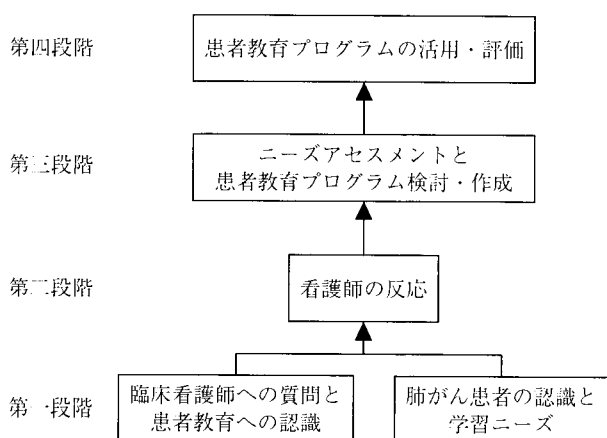 第四段階
患者教育プログラムの活用・評価
第三段階
ニーズアセスメントと
患者教育プログラム検討・作成
第二段階
看護師の反応
第一段階
臨床看護師への質問と
患者教育への認識
肺がん患者の認識と
学習ニーズ